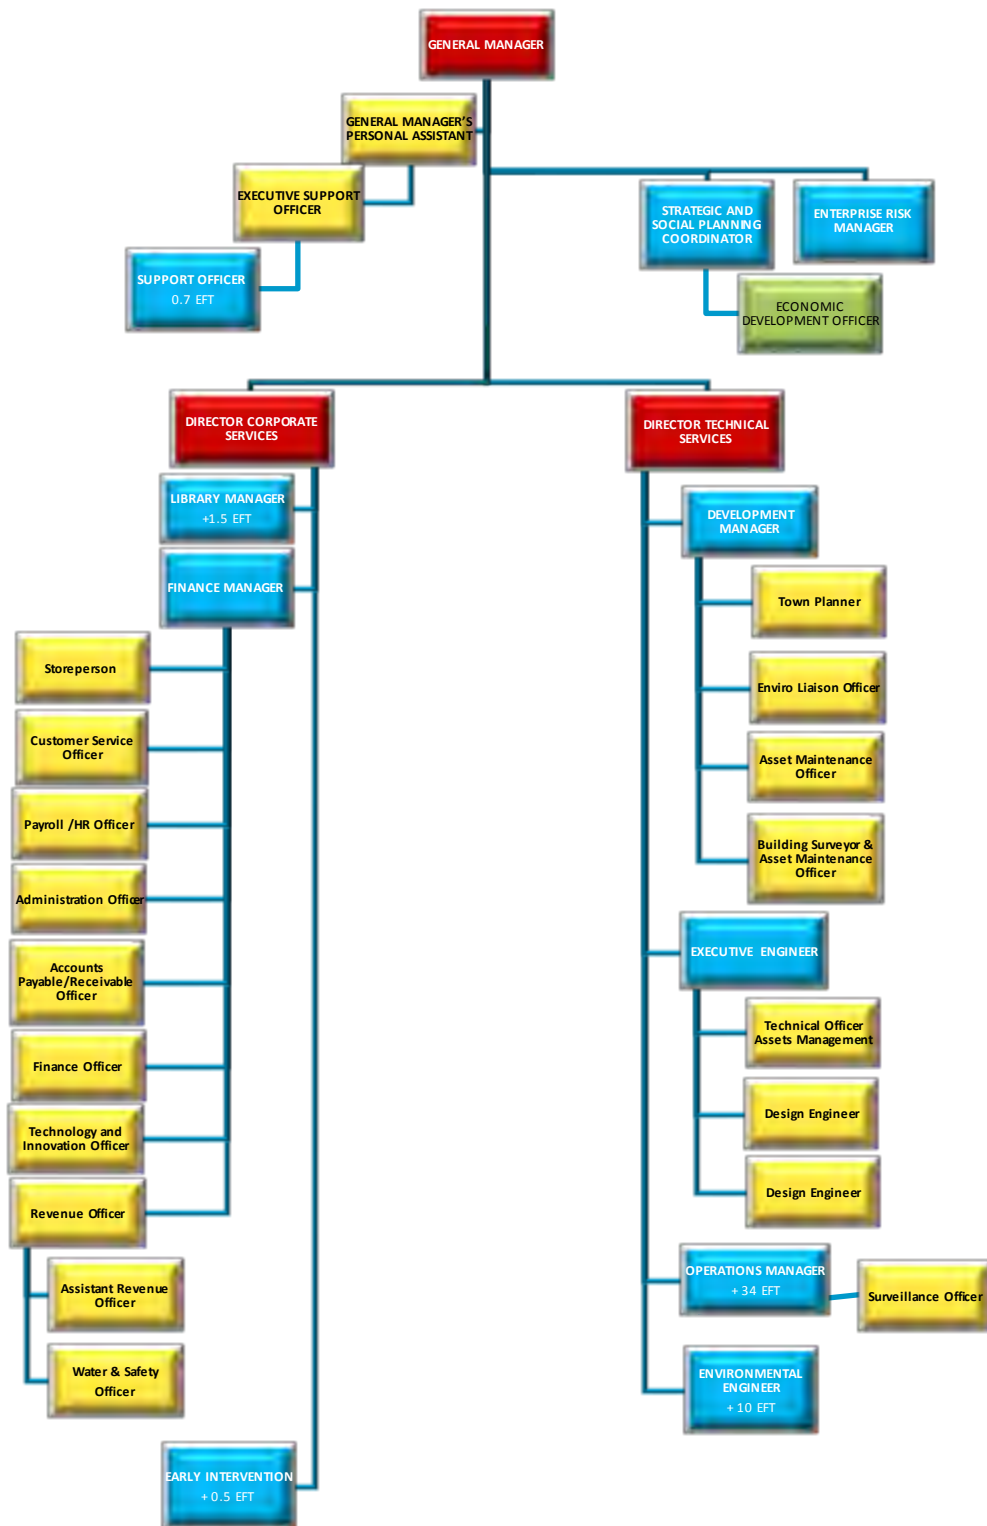 GENERAL MANAGER
GENERAL MANAGER'S
PERSONAL ASSISTANT
EXECUTIVE SUPPORT
OFFICER
SUPPORT OFFICER
0.7 EFT
STRATEGIC AND
SOCIAL PLANNING
COORDINATOR
ENTERPRISE RISK
MANAGER
ECONOMIC
DEVELOPMENT OFFICER
DIRECTOR CORPORATE
SERVICES
LIBRARY MANAGER
+1.5 EFT
FINANCE MANAGER
Storeperson
Customer Service
Officer
Payroll /HR Officer
Administration Officer
Accounts
Payable/Receivable
Officer
Finance Officer
Technology and
Innovation Officer
Revenue Officer
Assistant Revenue
Officer
Water & Safety
Officer
EARLY INTERVENTION
+ 0.5 EFT
DIRECTOR TECHNICAL
SERVICES
DEVELOPMENT
MANAGER
Town Planner
Enviro Liaison Officer
Asset Maintenance
Officer
Building Surveyor &
Asset Maintenance
Officer
EXECUTIVE ENGINEER
Technical Officer
Assets Management
Design Engineer
Design Engineer
OPERATIONS MANAGER
+ 34 EFT
Surveillance Officer
ENVIRONMENTAL
ENGINEER
+ 10 EFT